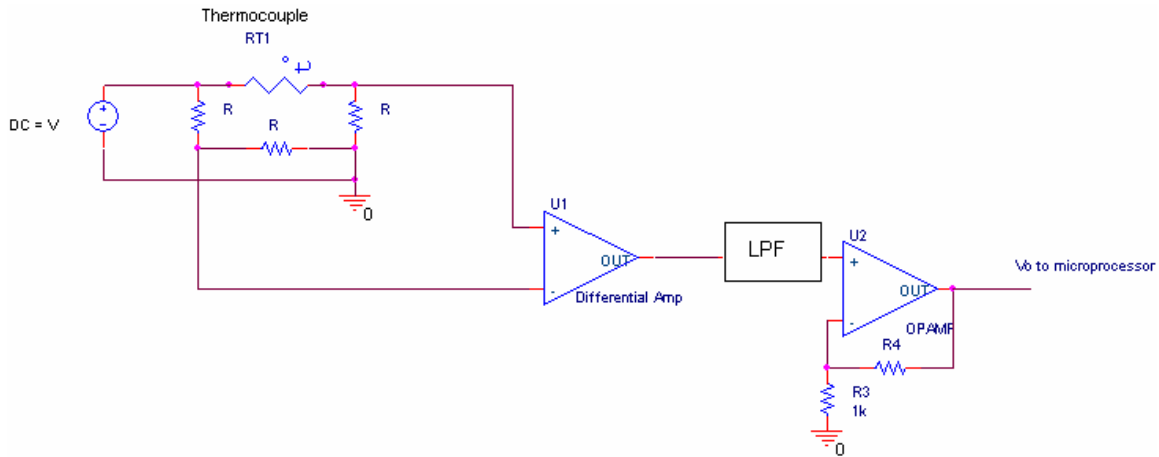 Thermocouple
RT1
t
R
R
R
DC = V
0
U1
+
-
OUT
Differential Amp
LPF
U2
+
-
OUT
OPAMP
Vo to microprocessor
R4
R3
1k
0